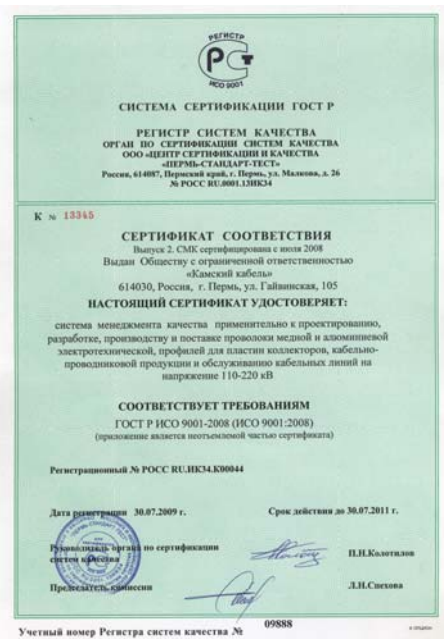 РЕГИСТР
РСТ
ИСО 9001
СИСТЕМА СЕРТИФИКАЦИИ ГОСТ Р
РЕГИСТР СИСТЕМ КАЧЕСТВА
ОРГАН ПО СЕРТИФИКАЦИИ СИСТЕМ КАЧЕСТВА
ООО «ЦЕНТР СЕРТИФИКАЦИИ И КАЧЕСТВА
«ПЕРМЬ-СТАНДАРТ-ТЕСТ»
Россия, 614087, Пермский край, г. Пермь, ул. Малкова, д. 26
№ РОСС RU.0001.13ИК34
К № 13345
СЕРТИФИКАТ СООТВЕТСТВИЯ
Выпуск 2. СМК сертифицирована с июля 2008
Выдан Обществу с ограниченной ответственностью
«Камский кабель»
614030, Россия, г. Пермь, ул. Гайвинская, 105
НАСТОЯЩИЙ СЕРТИФИКАТ УДОСТОВЕРЯЕТ:
система менеджмента качества применительно к проектированию,
разработке, производству и поставке проволоки медной и алюминиевой
электротехнической, профилей для пластин коллекторов, кабельно-
проводниковой продукции и обслуживанию кабельных линий на
напряжение 110-220 кВ
СООТВЕТСТВУЕТ ТРЕБОВАНИЯМ
ГОСТ Р ИСО 9001-2008 (ИСО 9001:2008)
(приложение является неотъемлемой частью сертификата)
Регистрационный № РОСС RU.ИК34.К00044
Дата регистрации 30.07.2009 г. Срок действия до 30.07.2011 г.
Руководитель органа по сертификации
систем качества П.Н.Колотилов
Председатель комиссии Л.Н.Спехова
Учетный номер Регистра систем качества № 09888